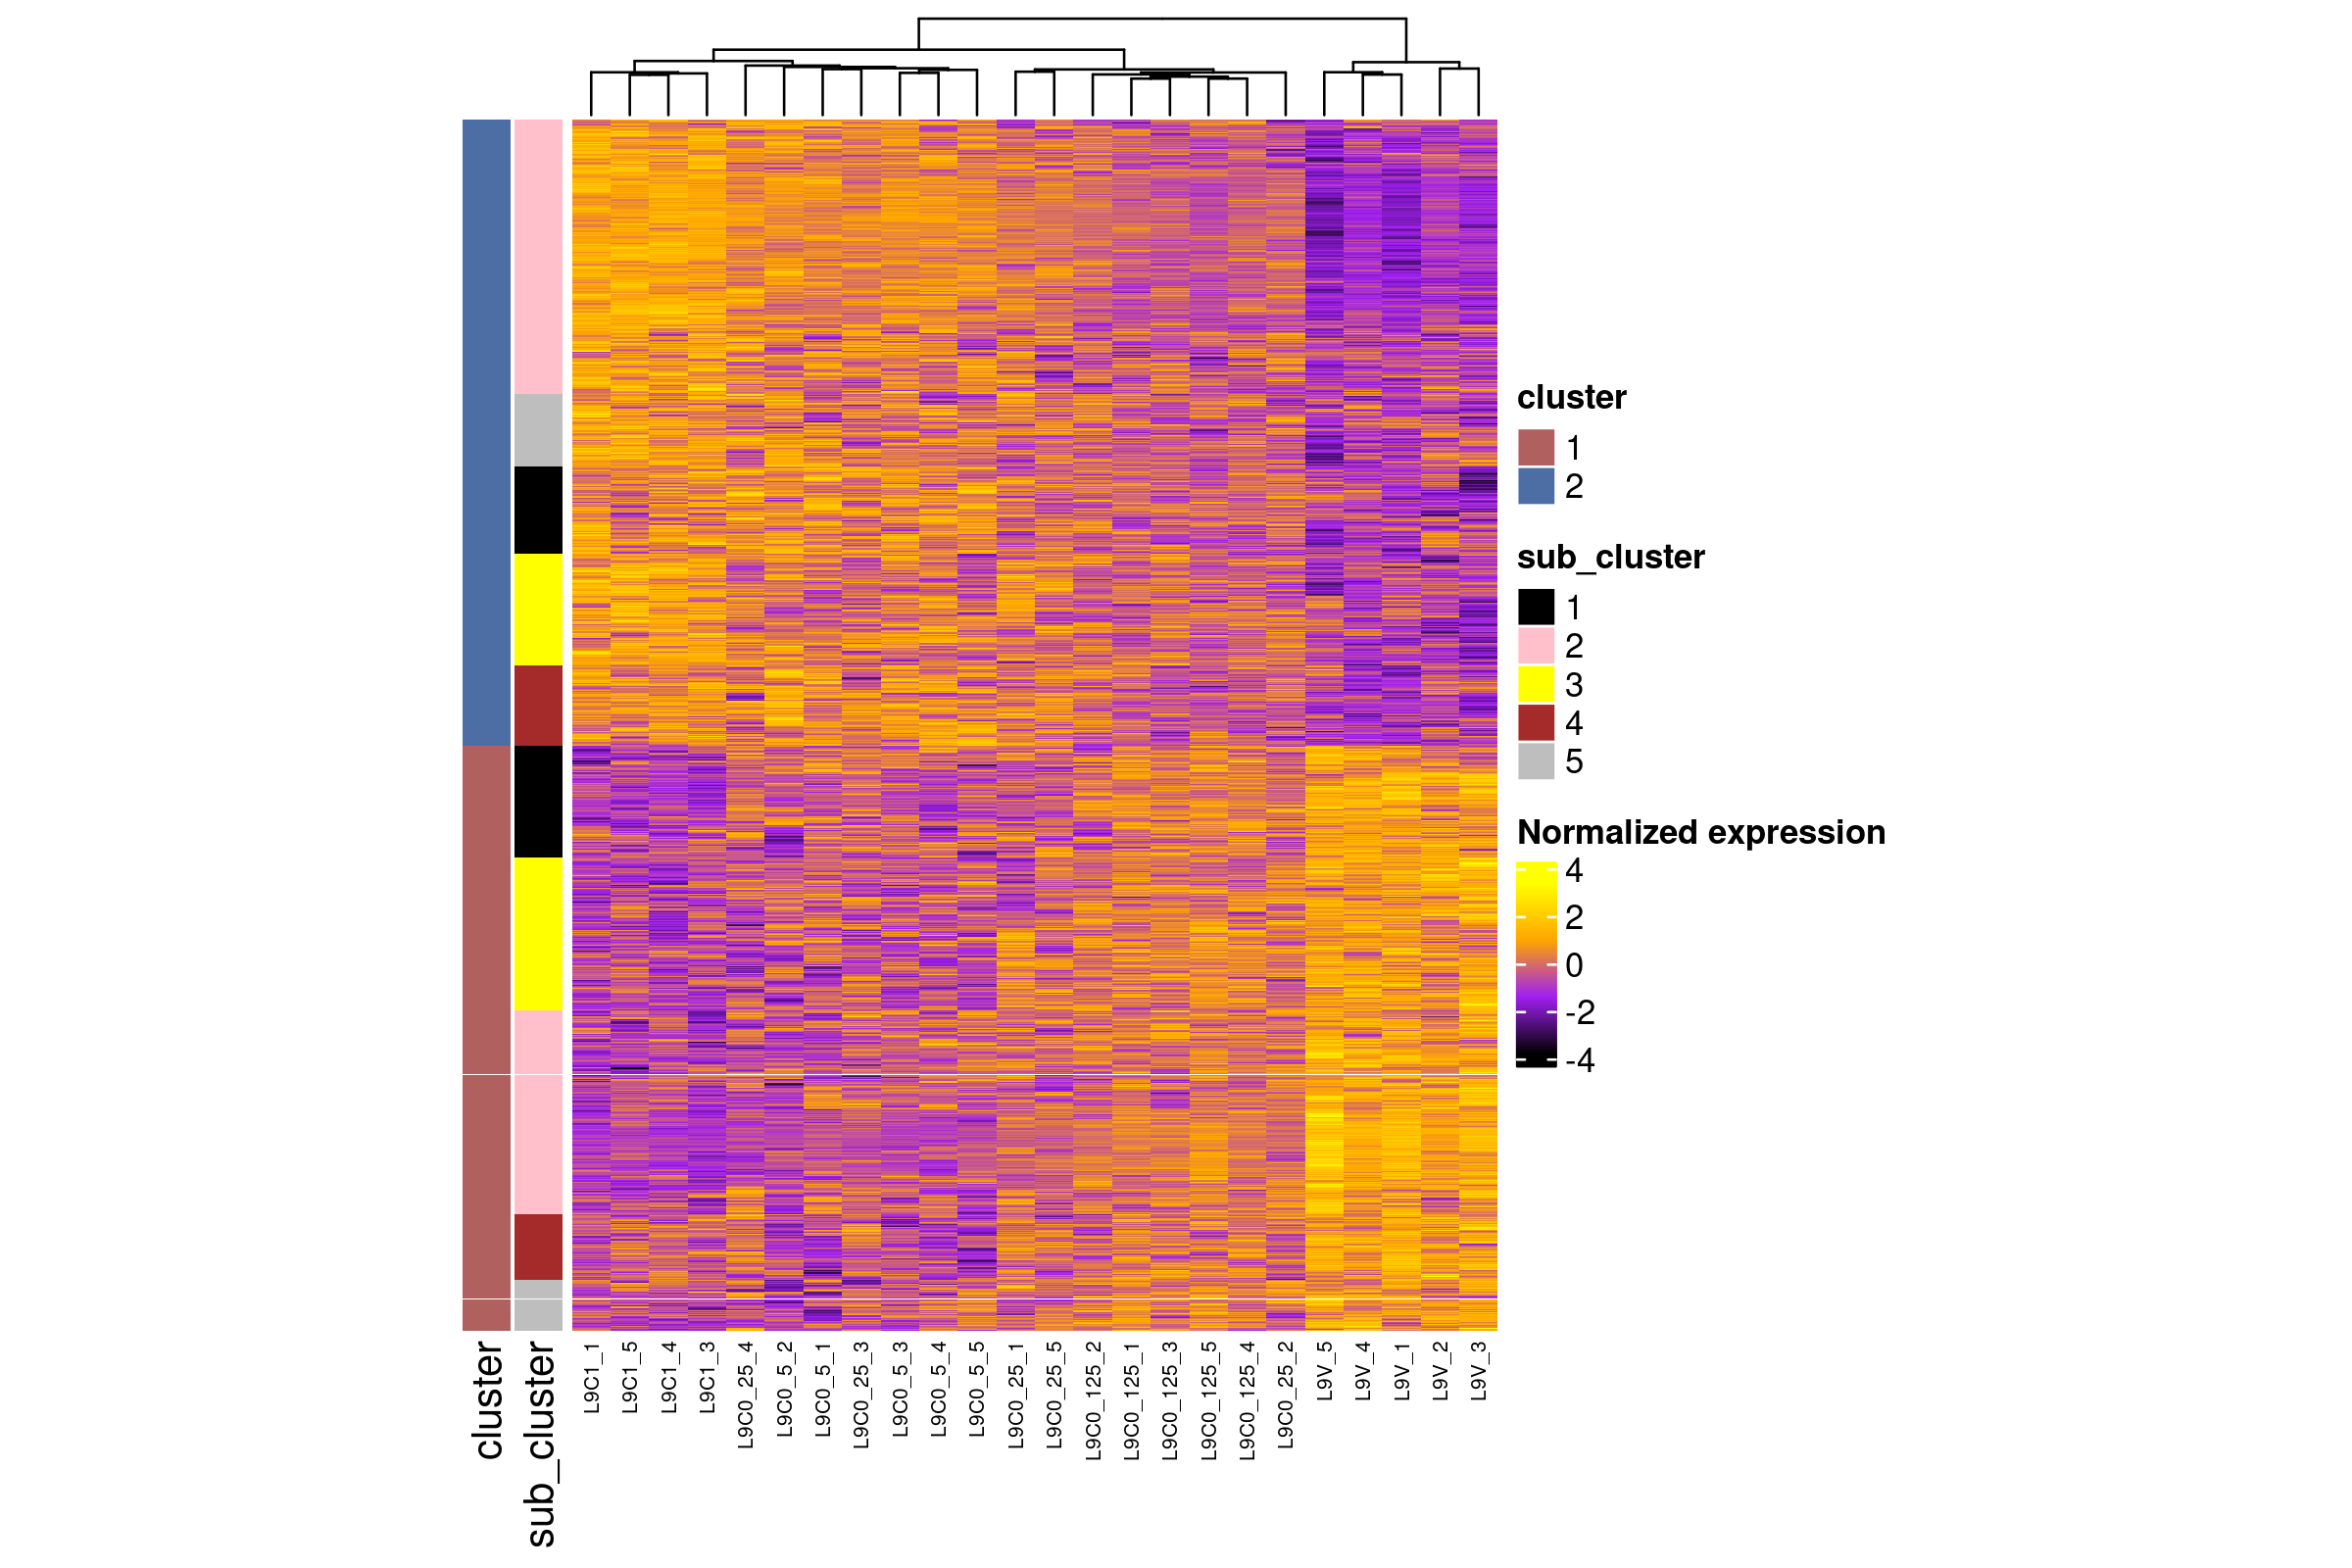 cluster
1
2
sub_cluster
1
2
3
4
5
Normalized expression
4
2
0
-2
-4
cluster
sub_cluster
L9C1_1
L9C1_5
L9C1_4
L9C1_3
L9C0_25_4
L9C0_5_2
L9C0_5_1
L9C0_25_3
L9C0_5_3
L9C0_5_4
L9C0_5_5
L9C0_25_1
L9C0_25_5
L9C0_125_2
L9C0_125_1
L9C0_125_3
L9C0_125_5
L9C0_125_4
L9C0_25_2
L9V_5
L9V_4
L9V_1
L9V_2
L9V_3